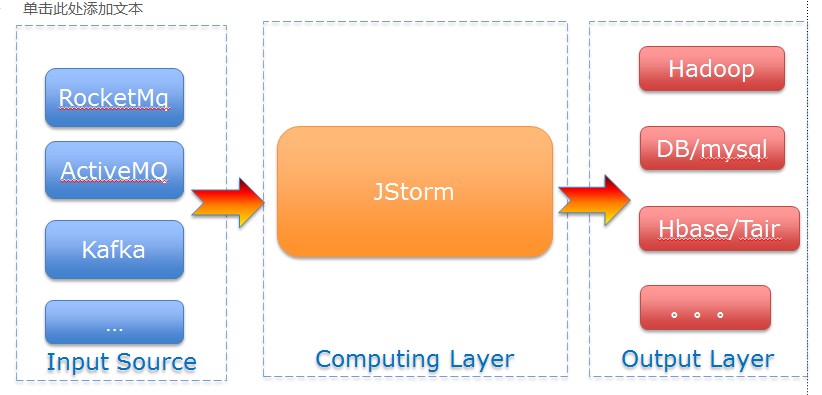 单击此处添加文本
RocketMq
ActiveMQ
Kafka
...
Input Source
JStorm
Computing Layer
Hadoop
DB/mysql
Hbase/Tair
。。。
Output Layer